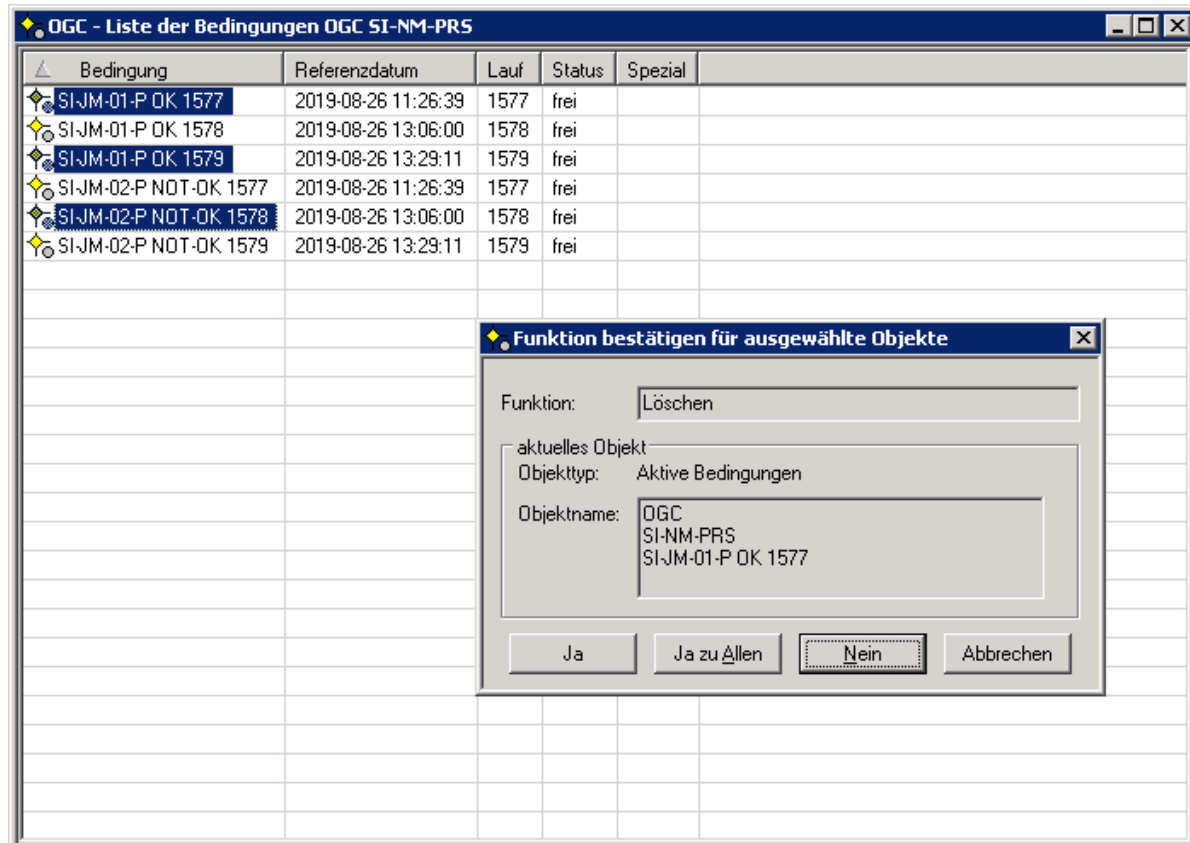 OGC - Liste der Bedingungen OGC SI-NM-PRS
Bedingung Referenzdatum Lauf Status Spezial
SI-JM-01-P OK 1577 2019-08-26 11:26:39 1577 frei
SI-JM-01-P OK 1578 2019-08-26 13:06:00 1578 frei
SI-JM-01-P OK 1579 2019-08-26 13:29:11 1579 frei
SI-JM-02-P NOT-OK 1577 2019-08-26 11:26:39 1577 frei
SI-JM-02-P NOT-OK 1578 2019-08-26 13:06:00 1578 frei
SI-JM-02-P NOT-OK 1579 2019-08-26 13:29:11 1579 frei
Funktion bestätigen für ausgewählte Objekte
Funktion: Löschen
aktuelles Objekt
Objekttyp: Aktive Bedingungen
Objektname: OGC
SI-NM-PRS
SI-JM-01-P OK 1577
Ja Ja zu Allen Nein Abbrechen